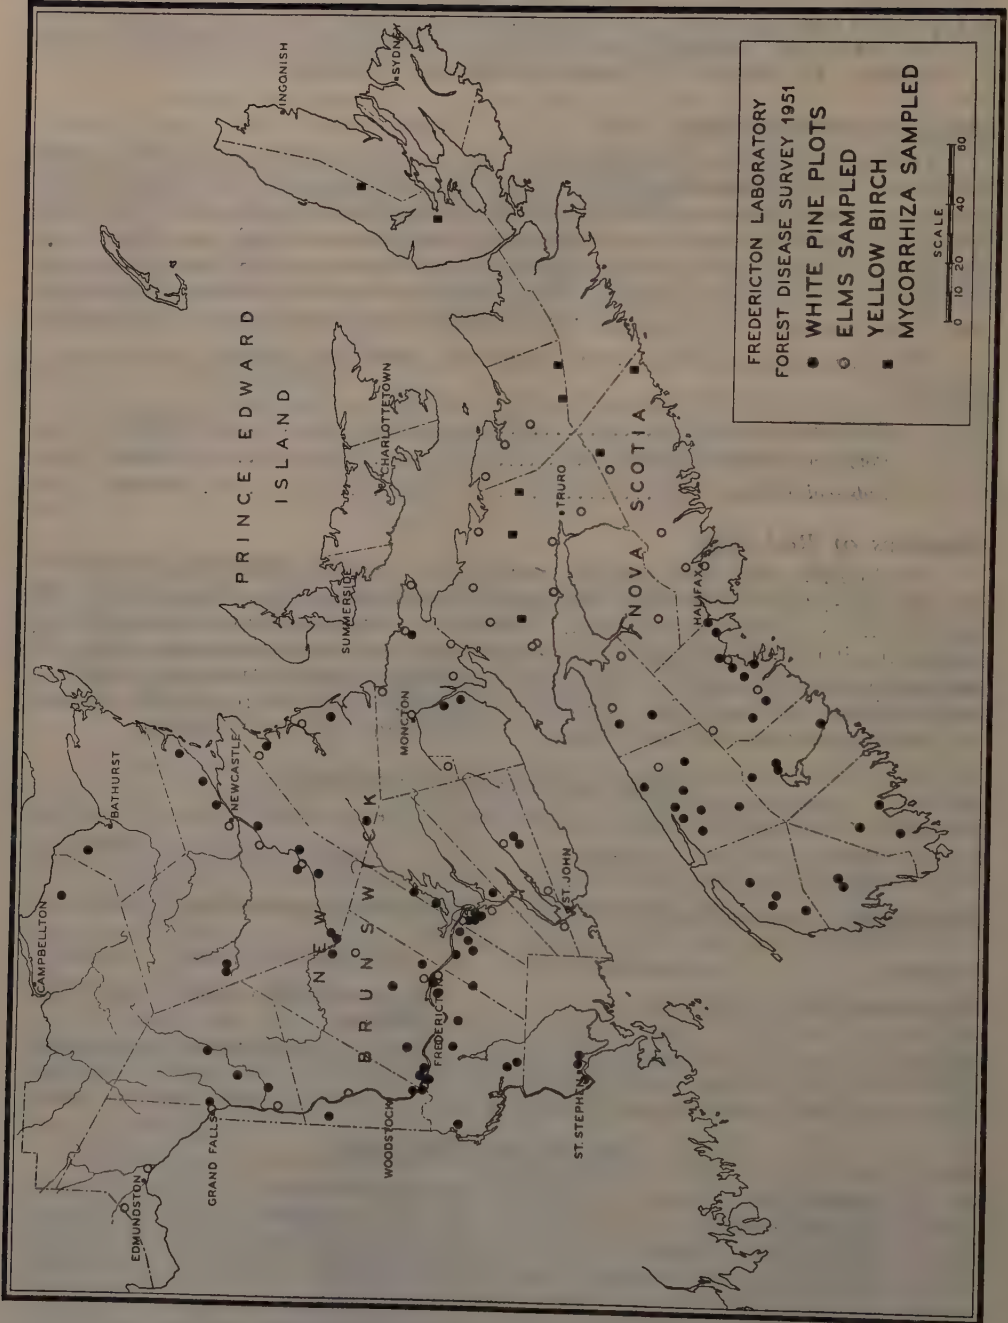 INGONISH
SYDNEY
PRINCE EDWARD
ISLAND
CHARLOTTETOWN
SUMMERSIDE
CAMPBELLTON
BATHURST
NEWCASTLE
MONCTON
NEW
BRUNSWICK
EDMUNDSTON
GRAND FALLS
WOODSTOCK
FREDERICTON
ST. JOHN
ST. STEPHEN
TRURO
NOVA SCOTIA
HALIFAX
FREDERICTON LABORATORY
FOREST DISEASE SURVEY 1951
WHITE PINE PLOTS
ELMS SAMPLED
YELLOW BIRCH
MYCORRHIZA SAMPLED
SCALE
0 10 20 40 60